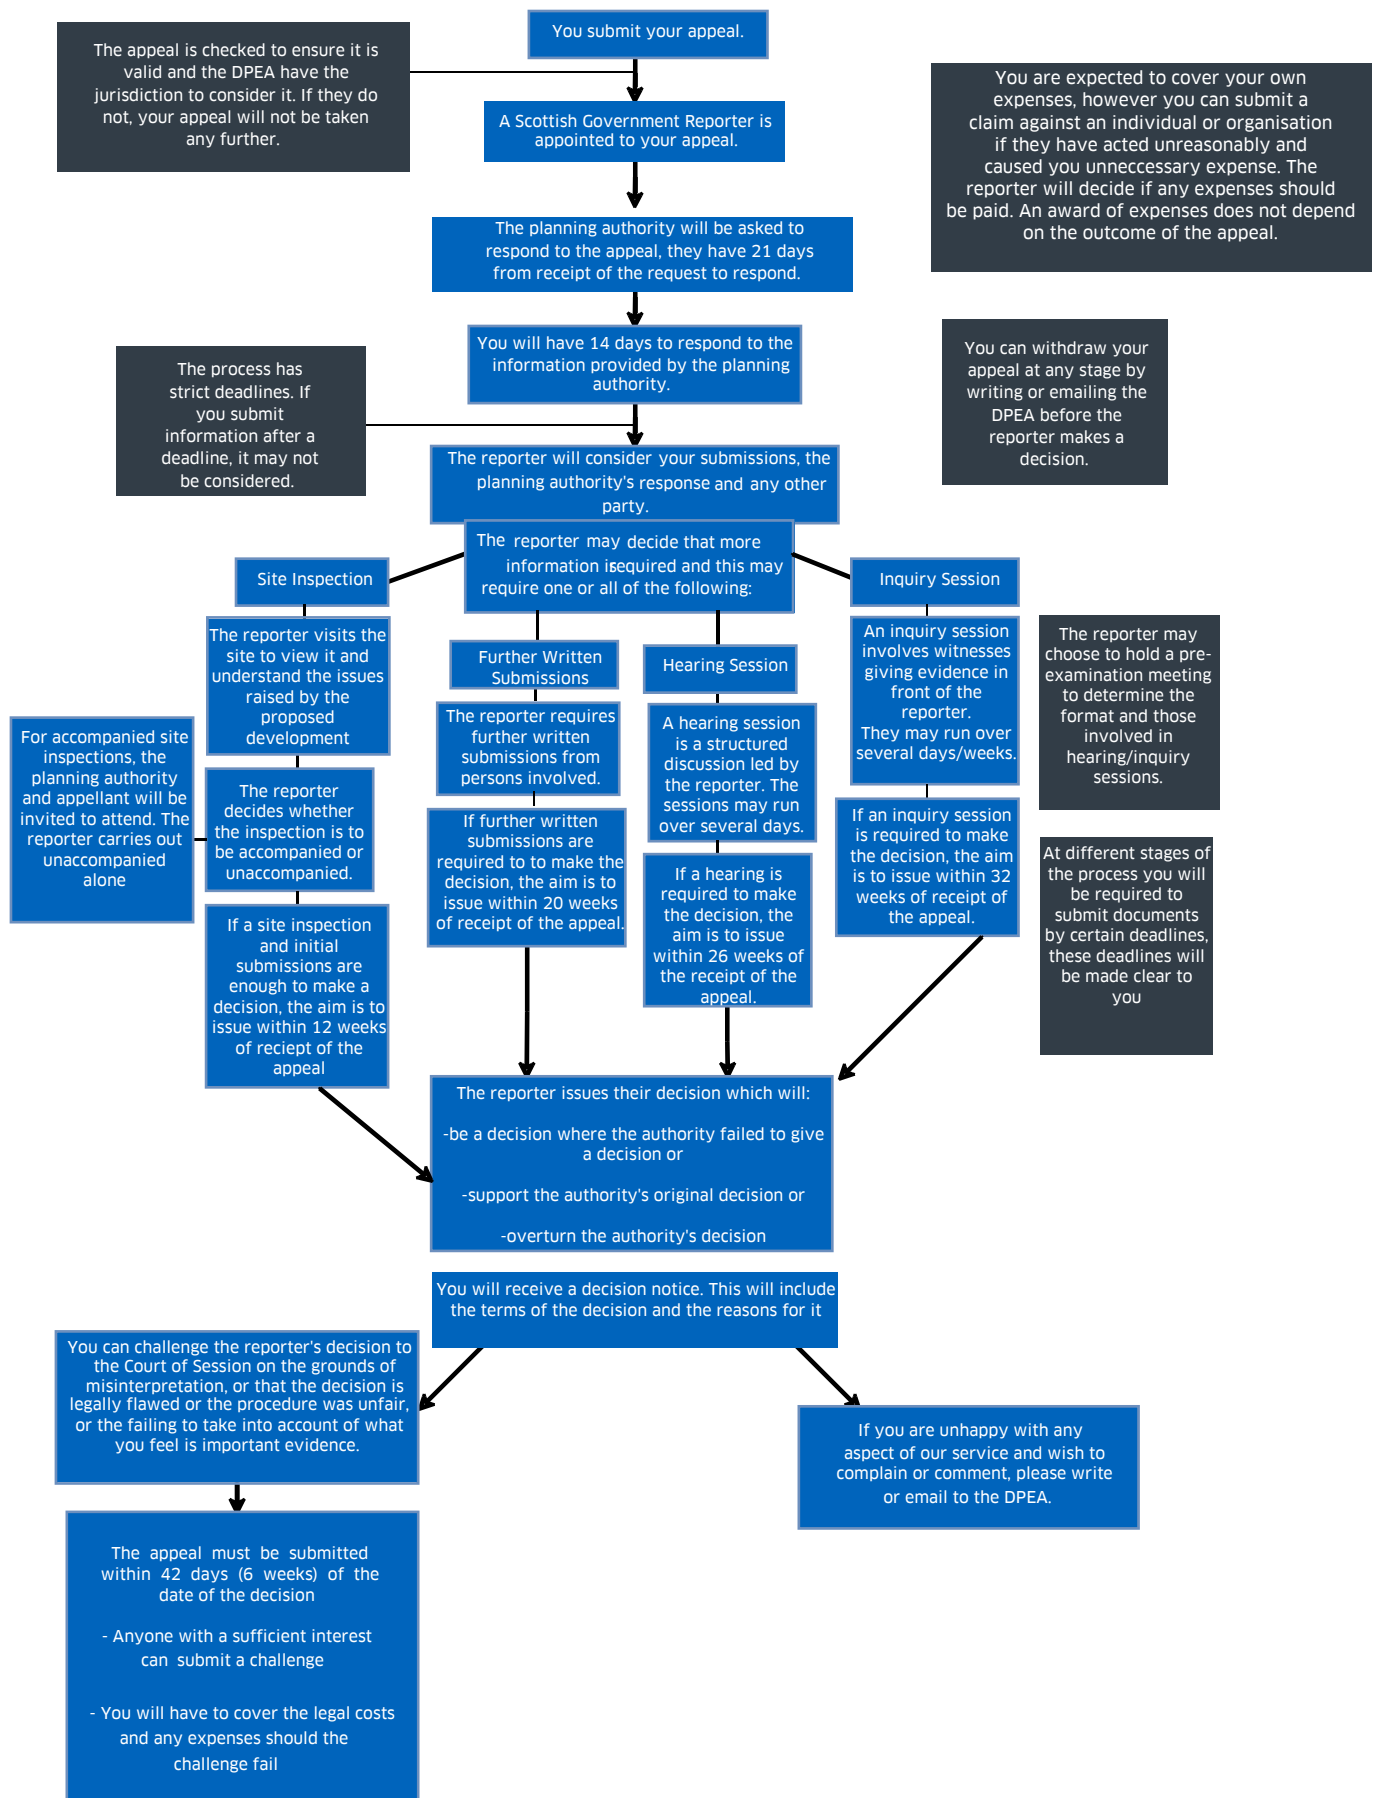 You submit your appeal.
The appeal is checked to ensure it is
valid and the DPEA have the
jurisdiction to consider it. If they do
not, your appeal will not be taken
any further.
You are expected to cover your own
expenses, however you can submit a
claim against an individual or organisation
if they have acted unreasonably and
caused you unneccessary expense. The
reporter will decide if any expenses should
be paid. An award of expenses does not depend
on the outcome of the appeal.
A Scottish Government Reporter is
appointed to your appeal.
The planning authority will be asked to
respond to the appeal, they have 21 days
from receipt of the request to respond.
You will have 14 days to respond to the
information provided by the planning
authority.
The process has
strict deadlines. If
you submit
information after a
deadline, it may not
be considered.
You can withdraw your
appeal at any stage by
writing or emailing the
DPEA before the
reporter makes a
decision.
The reporter will consider your submissions, the
planning authority's response and any other
party.
The reporter may decide that more
information is required and this may
require one or all of the following:
Site Inspection
The reporter visits the
site to view it and
understand the issues
raised by the
proposed
development
For accompanied site
inspections, the
planning authority
and appellant will be
invited to attend. The
reporter carries out
unaccompanied
alone
The reporter
decides whether
the inspection is to
be accompanied or
unaccompanied.
If a site inspection
and initial
submissions are
enough to make a
decision, the aim is to
issue within 12 weeks
of reciept of the
appeal
Further Written
Submissions
The reporter requires
further written
submissions from
persons involved.
If further written
submissions are
required to to make the
decision, the aim is to
issue within 20 weeks
of receipt of the appeal.
Hearing Session
A hearing session
is a structured
discussion led by
the reporter. The
sessions may run
over several days.
If a hearing is
required to make
the decision, the
aim is to issue
within 26 weeks of
the receipt of the
appeal.
Inquiry Session
An inquiry session
involves witnesses
giving evidence in
front of the
reporter.
They may run over
several days/weeks.
If an inquiry session
is required to make
the decision, the aim
is to issue within 32
weeks of receipt of
the appeal.
The reporter may
choose to hold a pre-
examination meeting
to determine the
format and those
involved in
hearing/inquiry
sessions.
At different stages of
the process you will
be required to
submit documents
by certain deadlines,
these deadlines will
be made clear to
you
The reporter issues their decision which will:
-be a decision where the authority failed to give
a decision or
-support the authority's original decision or
-overturn the authority's decision
You will receive a decision notice. This will include
the terms of the decision and the reasons for it
You can challenge the reporter's decision to
the Court of Session on the grounds of
misinterpretation, or that the decision is
legally flawed or the procedure was unfair,
or the failing to take into account of what
you feel is important evidence.
If you are unhappy with any
aspect of our service and wish to
complain or comment, please write
or email to the DPEA.
The appeal must be submitted
within 42 days (6 weeks) of the
date of the decision
- Anyone with a sufficient interest
can submit a challenge
- You will have to cover the legal costs
and any expenses should the
challenge fail